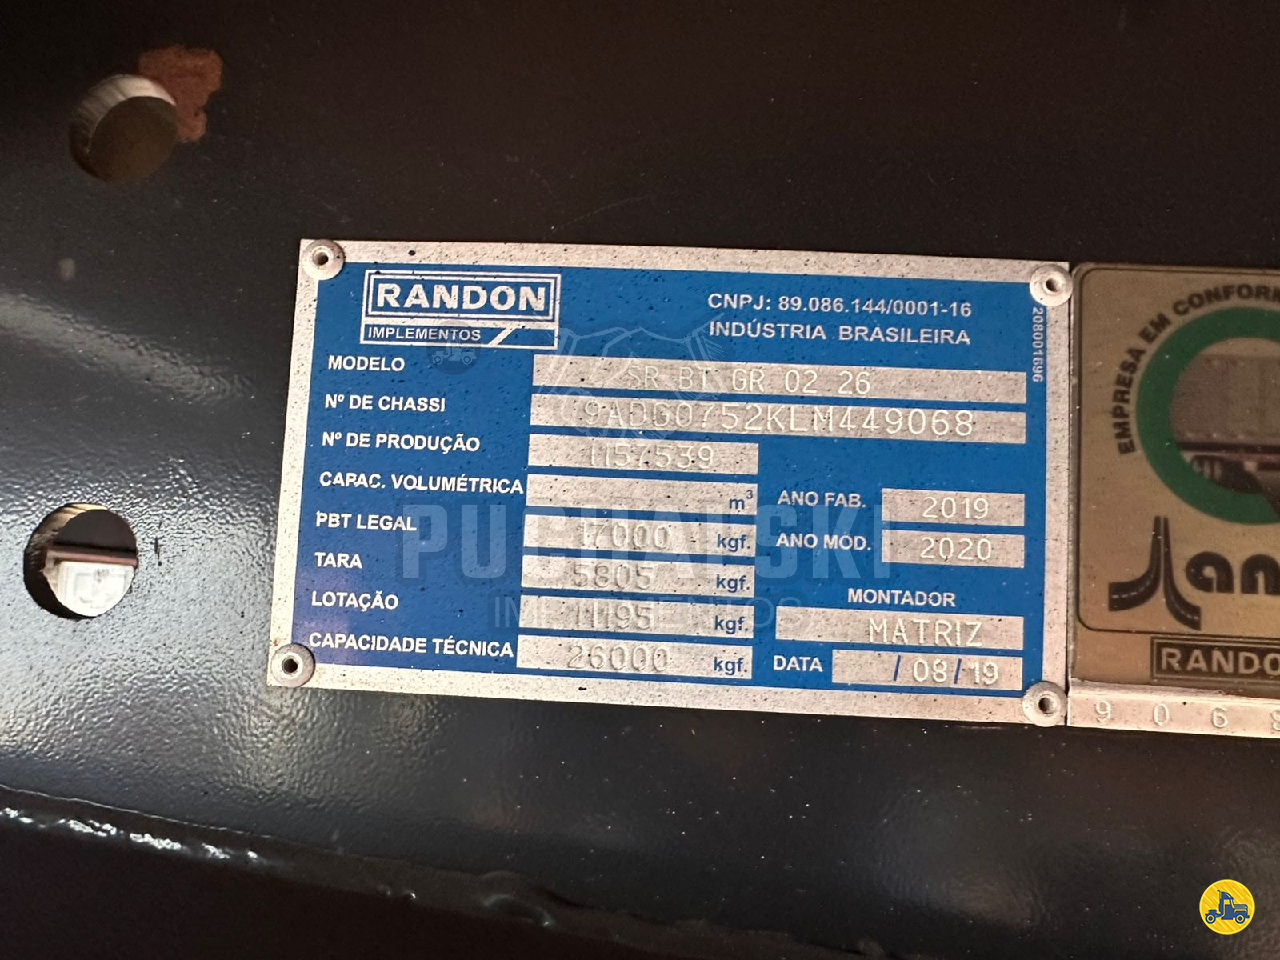 RANDON
IMPLEMENTOS
CNPJ: 89.086.144/0001-16
INDÚSTRIA BRASILEIRA
208001696
MODELO SR BT GR 02 26
Nº DE CHASSI 9ADG0752KLM449068
Nº DE PRODUÇÃO 1157539
CARAC. VOLUMÉTRICA m³ ANO FAB. 2019
PBT LEGAL 17000 kgf. ANO MOD. 2020
TARA 5805 kgf.
LOTAÇÃO 11195 kgf. MONTADOR MATRIZ
CAPACIDADE TÉCNICA 26000 kgf. DATA / 08/19
PUCHALSKI
IMPLEMENTOS
EMPRESA EM CONFOR
RANDO
9 0 6